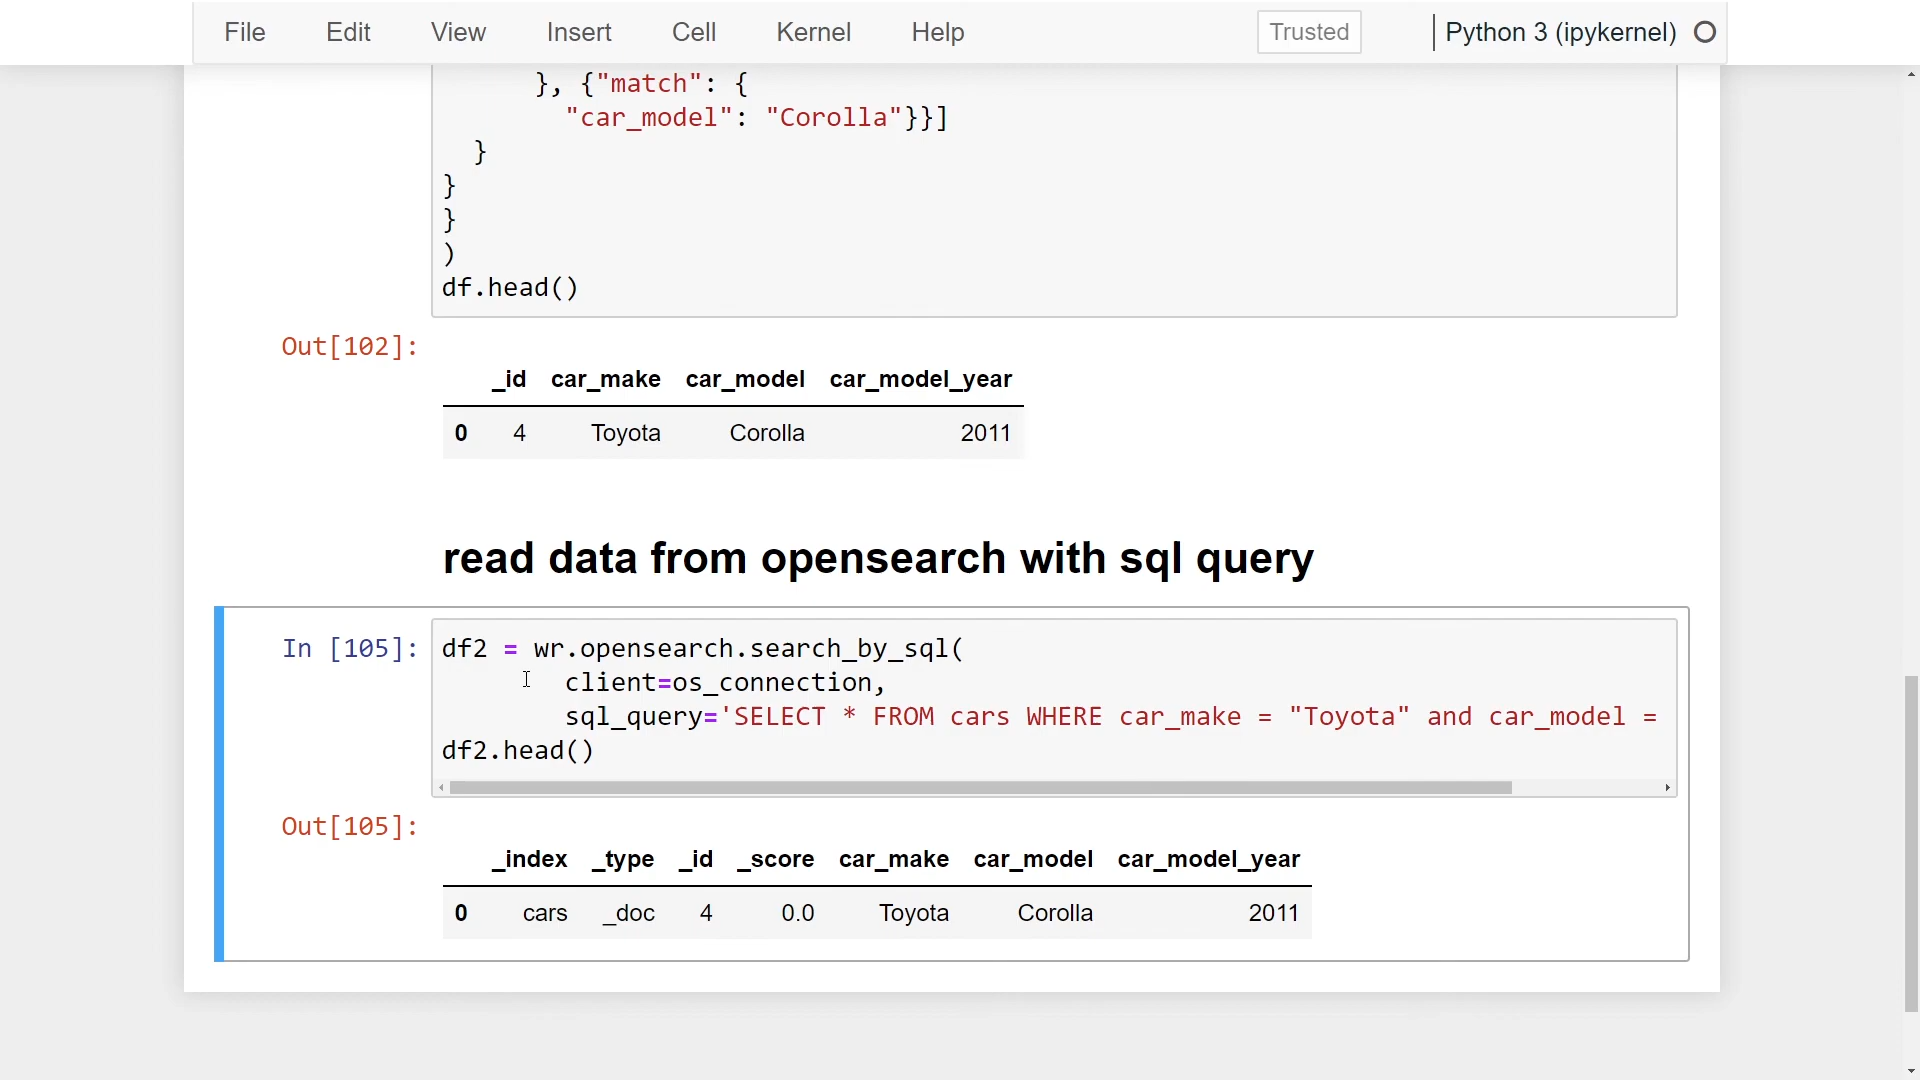 File Edit View Insert Cell Kernel Help Trusted Python 3 (ipykernel)
}, {"match": {
"car_model": "Corolla"}}]
}
}
}
)
df.head()
Out[102]:
_id car_make car_model car_model_year
0 4 Toyota Corolla 2011
read data from opensearch with sql query
In [105]: df2 = wr.opensearch.search_by_sql(
client=os_connection,
sql_query='SELECT * FROM cars WHERE car_make = "Toyota" and car_model =
df2.head()
Out[105]:
_index _type _id _score car_make car_model car_model_year
0 cars _doc 4 0.0 Toyota Corolla 2011